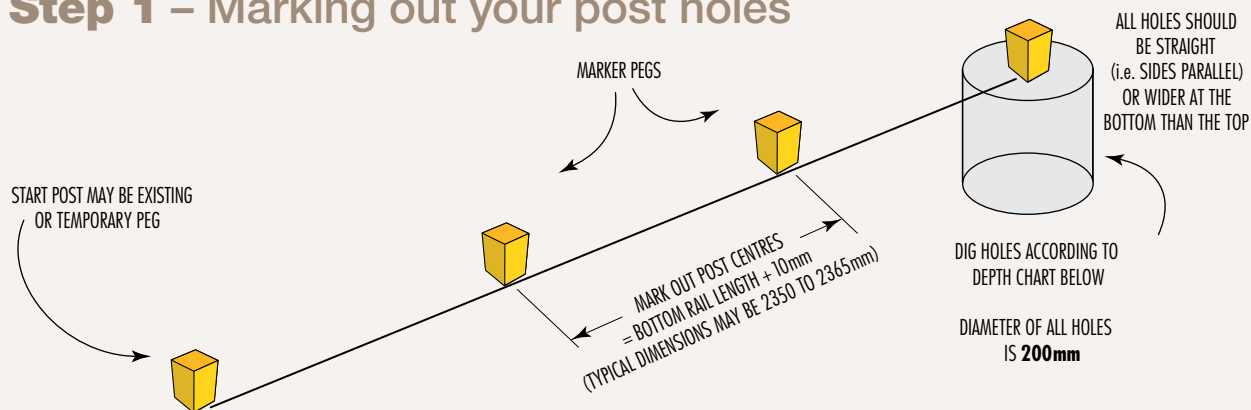 Step 1 – Marking out your post holes
MARKER PEGS
ALL HOLES SHOULD
BE STRAIGHT
(i.e. SIDES PARALLEL)
OR WIDER AT THE
BOTTOM THAN THE TOP
START POST MAY BE EXISTING
OR TEMPORARY PEG
MARK OUT POST CENTRES
= BOTTOM RAIL LENGTH + 10mm
(TYPICAL DIMENSIONS MAY BE 2350 TO 2365mm)
DIG HOLES ACCORDING TO
DEPTH CHART BELOW
DIAMETER OF ALL HOLES
IS 200mm